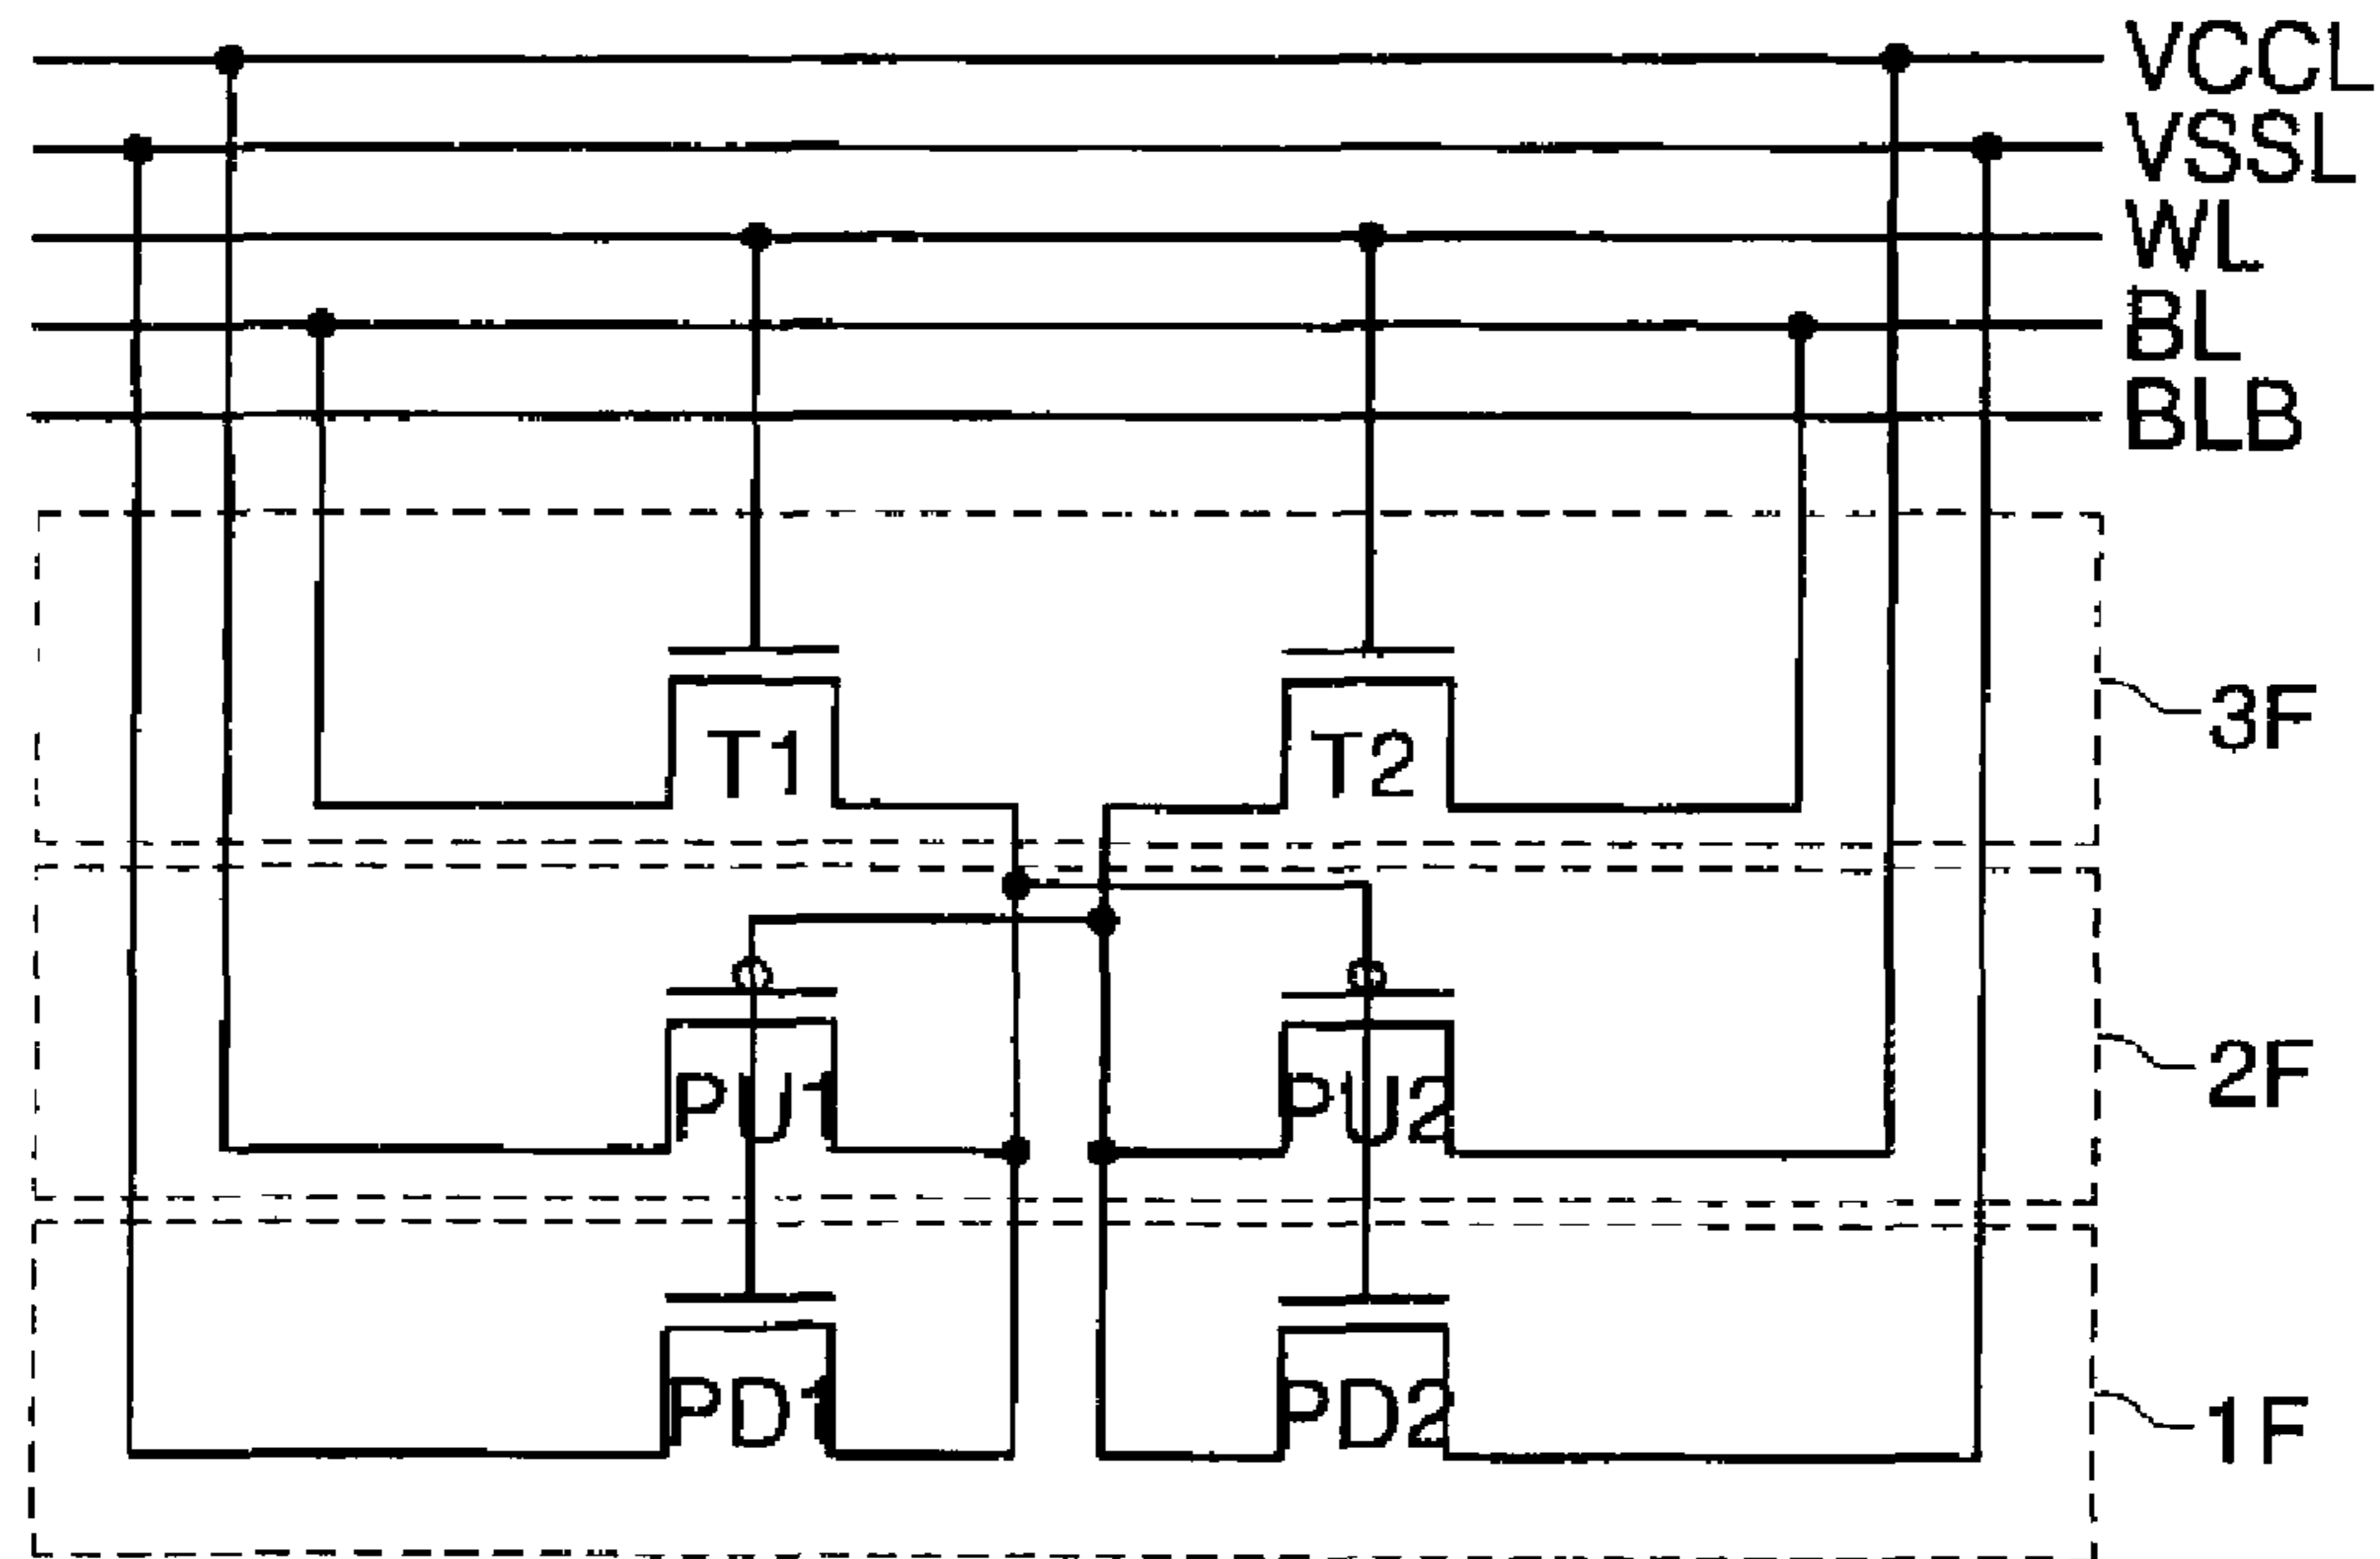 VCCL
VSSL
WL
BL
BLB
T1 T2
3F
PU1 PU2
2F
PD1 PD2
1F